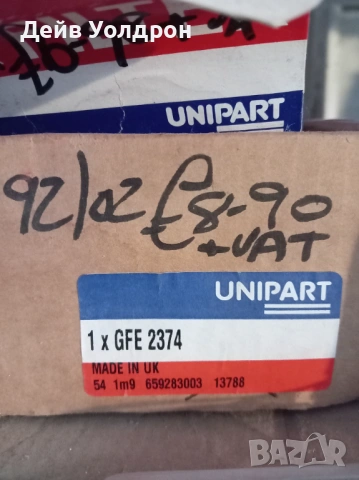 Дейв Уолдрон
UNIPART
92/02 £8-90
+VAT
UNIPART
1 x GFE 2374
MADE IN UK
54 1m9 659283003 13788
BAZAR